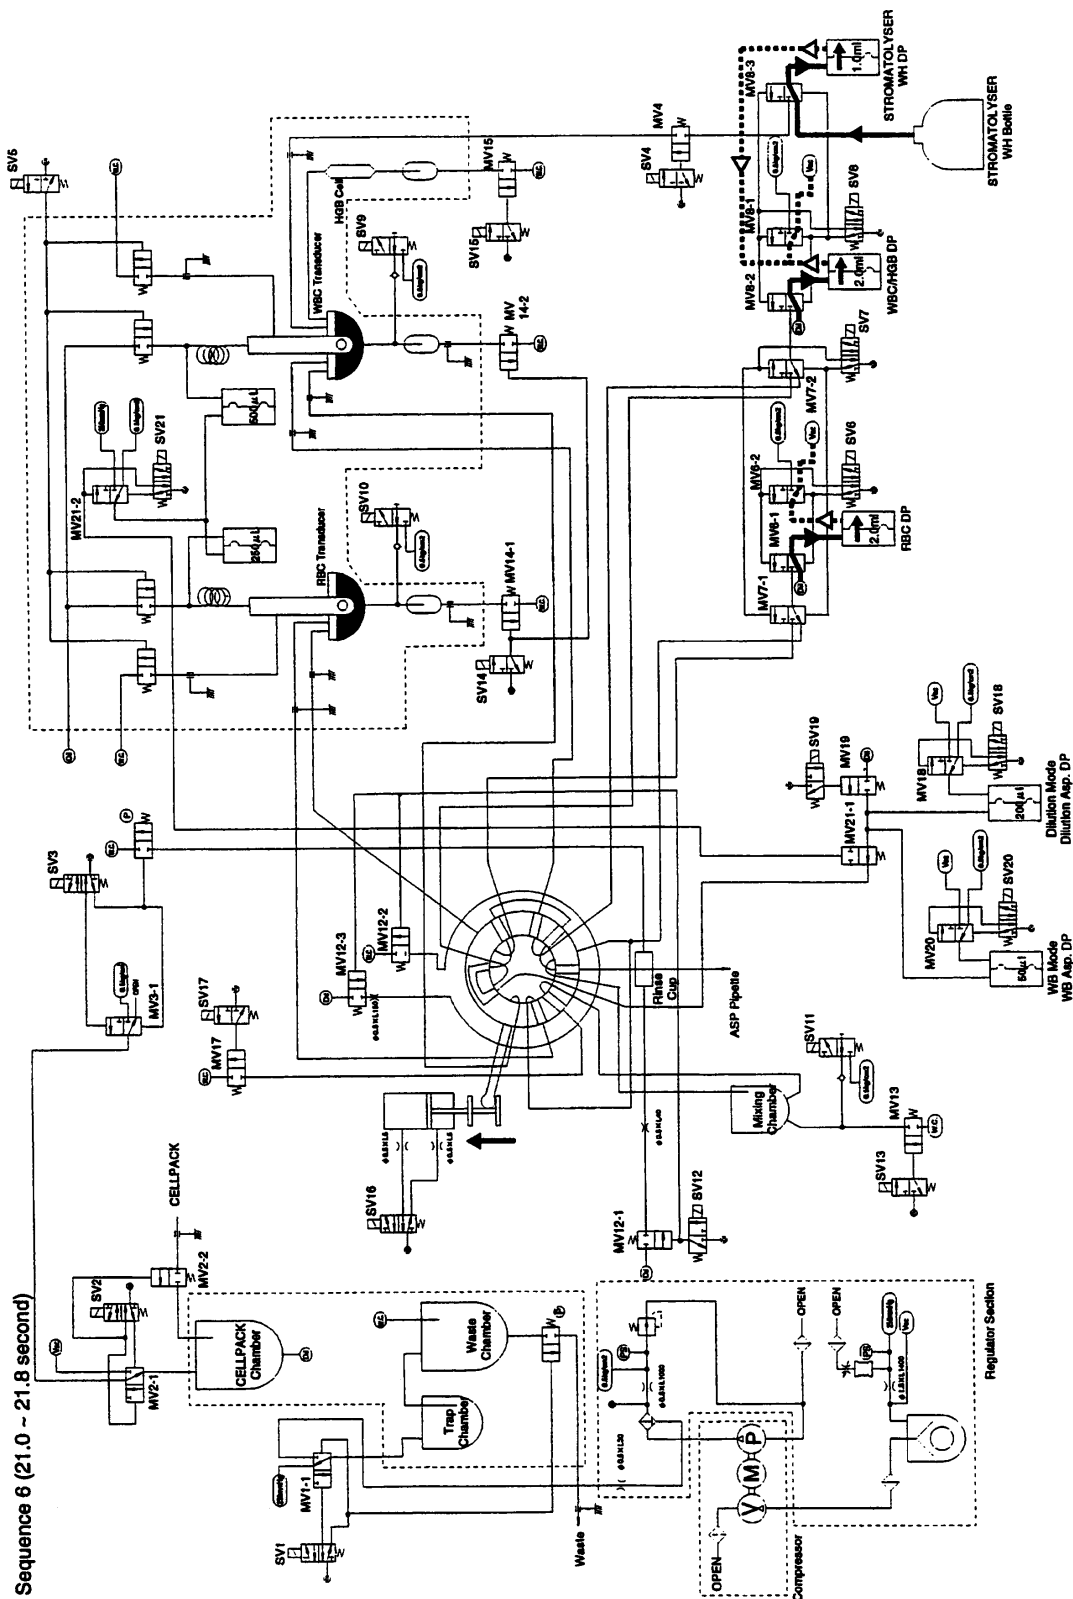 Sequence 6 (21.0 ~ 21.8 second)
SV5
SV3
SV17
SV2
SV1
CELLPACK
MV2-2
MV2-1
CELLPACK
Chamber
Waste
Chamber
Trap
Chamber
MV1-1
Waste
OPEN
Compressor
V
M
P
OPEN
OPEN
Regulator Section
MV3-1
OPEN
MV17
MV12-3
MV12-2
SV16
MV12-1
SV12
Rinse
Cup
ASP Pipette
Mixing
Chamber
SV11
MV13
SV13
MV21-2
SV21
500μL
250μL
WBC Transducer
RBC Transducer
HGB Cell
SV9
SV10
MV
14-2
MV14-1
SV14
MV15
SV15
MV4
SV4
MV8-3
MV8-1
SV8
MV8-2
1.0ml
STROMATOLYSER
WH DP
STROMATOLYSER
WH Bottle
2.0ml
WBC/HGB DP
SV7
MV7-2
MV6-2
SV6
MV6-1
MV7-1
2.0ml
RBC DP
SV19
MV19
MV21-1
MV18
SV18
200μl
Dilution Mode
Dilution Asp. DP
MV20
SV20
50μl
WB Mode
WB Asp. DP